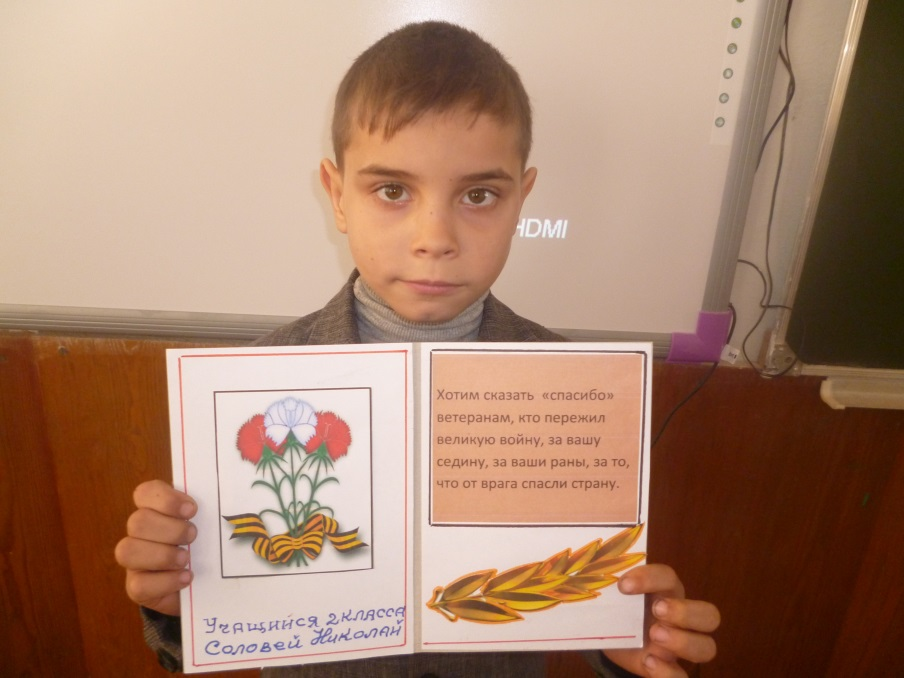 HDMI
Учащийся 2 класса
Соловей Николай
Хотим сказать «спасибо»
ветеранам, кто пережил
великую войну, за вашу
седину, за ваши раны, за то,
что от врага спасли страну.